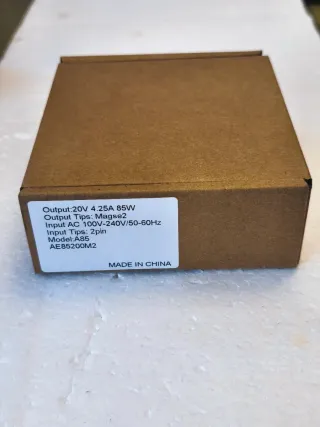 Output:20V 4.25A 85W
Output Tips: Magse2
Input:AC 100V-240V/50-60Hz
Input Tips: 2pin
Model:A85
AE85200M2
MADE IN CHINA